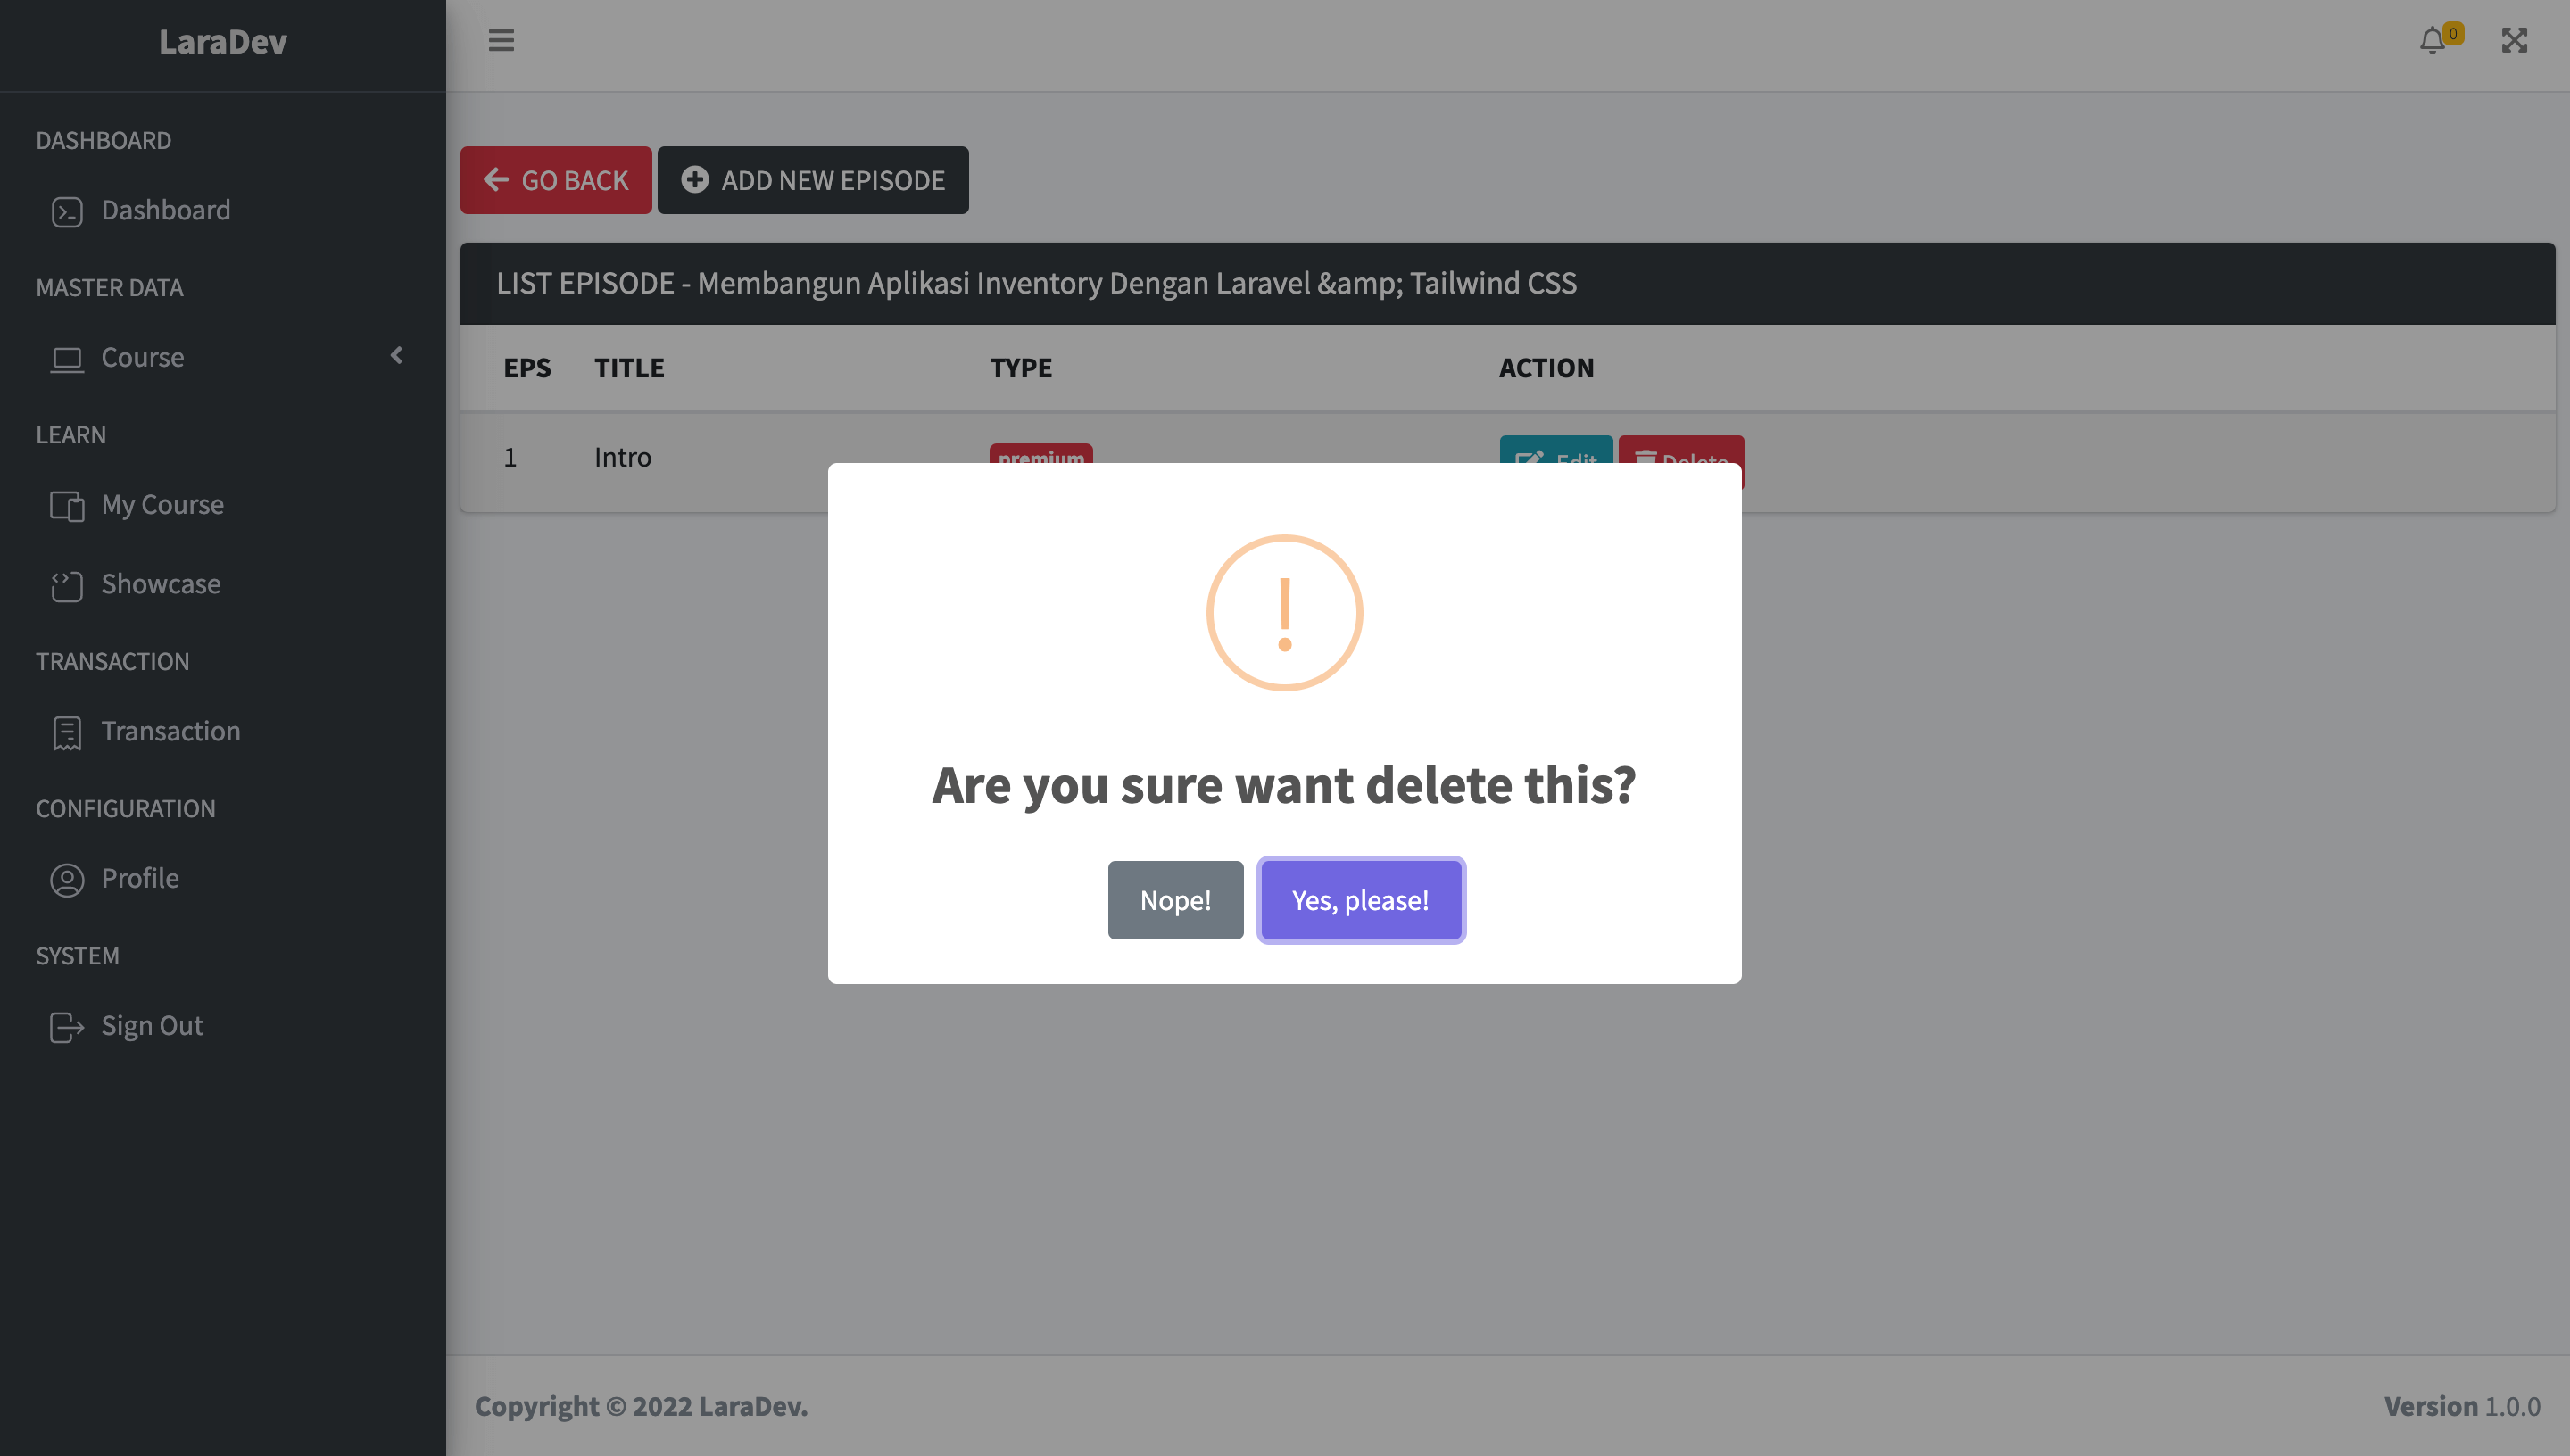 LaraDev
0
DASHBOARD
Dashboard
MASTER DATA
Course
LEARN
My Course
Showcase
TRANSACTION
Transaction
CONFIGURATION
Profile
SYSTEM
Sign Out
GO BACK
ADD NEW EPISODE
LIST EPISODE - Membangun Aplikasi Inventory Dengan Laravel &amp; Tailwind CSS
EPS TITLE TYPE ACTION
1 Intro premium Edit Delete
!
Are you sure want delete this?
Nope! Yes, please!
Copyright © 2022 LaraDev.
Version 1.0.0